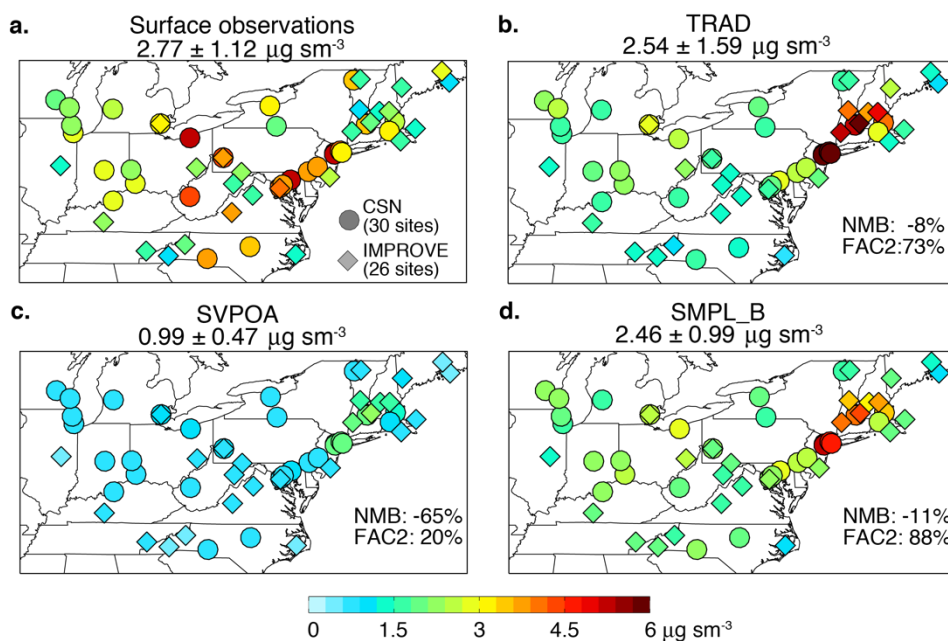 a. Surface observations
2.77 ± 1.12 µg sm⁻³
CSN
(30 sites)
IMPROVE
(26 sites)
b. TRAD
2.54 ± 1.59 µg sm⁻³
NMB: -8%
FAC2:73%
c. SVPOA
0.99 ± 0.47 µg sm⁻³
NMB: -65%
FAC2: 20%
d. SMPL_B
2.46 ± 0.99 µg sm⁻³
NMB: -11%
FAC2: 88%
0 1.5 3 4.5 6 µg sm⁻³